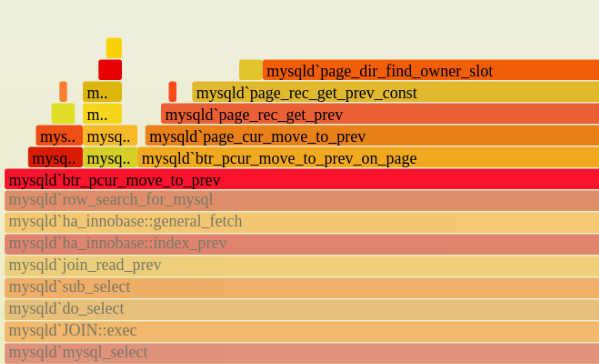 mysqld`page_dir_find_owner_slot
m.. mysqld`page_rec_get_prev_const
m.. mysqld`page_rec_get_prev
mys.. mysq.. mysqld`page_cur_move_to_prev
mysq.. mysq.. mysqld`btr_pcur_move_to_prev_on_page
mysqld`btr_pcur_move_to_prev
mysqld`row_search_for_mysql
mysqld`ha_innobase::general_fetch
mysqld`ha_innobase::index_prev
mysqld`join_read_prev
mysqld`sub_select
mysqld`do_select
mysqld`JOIN::exec
mysqld`mysql_select